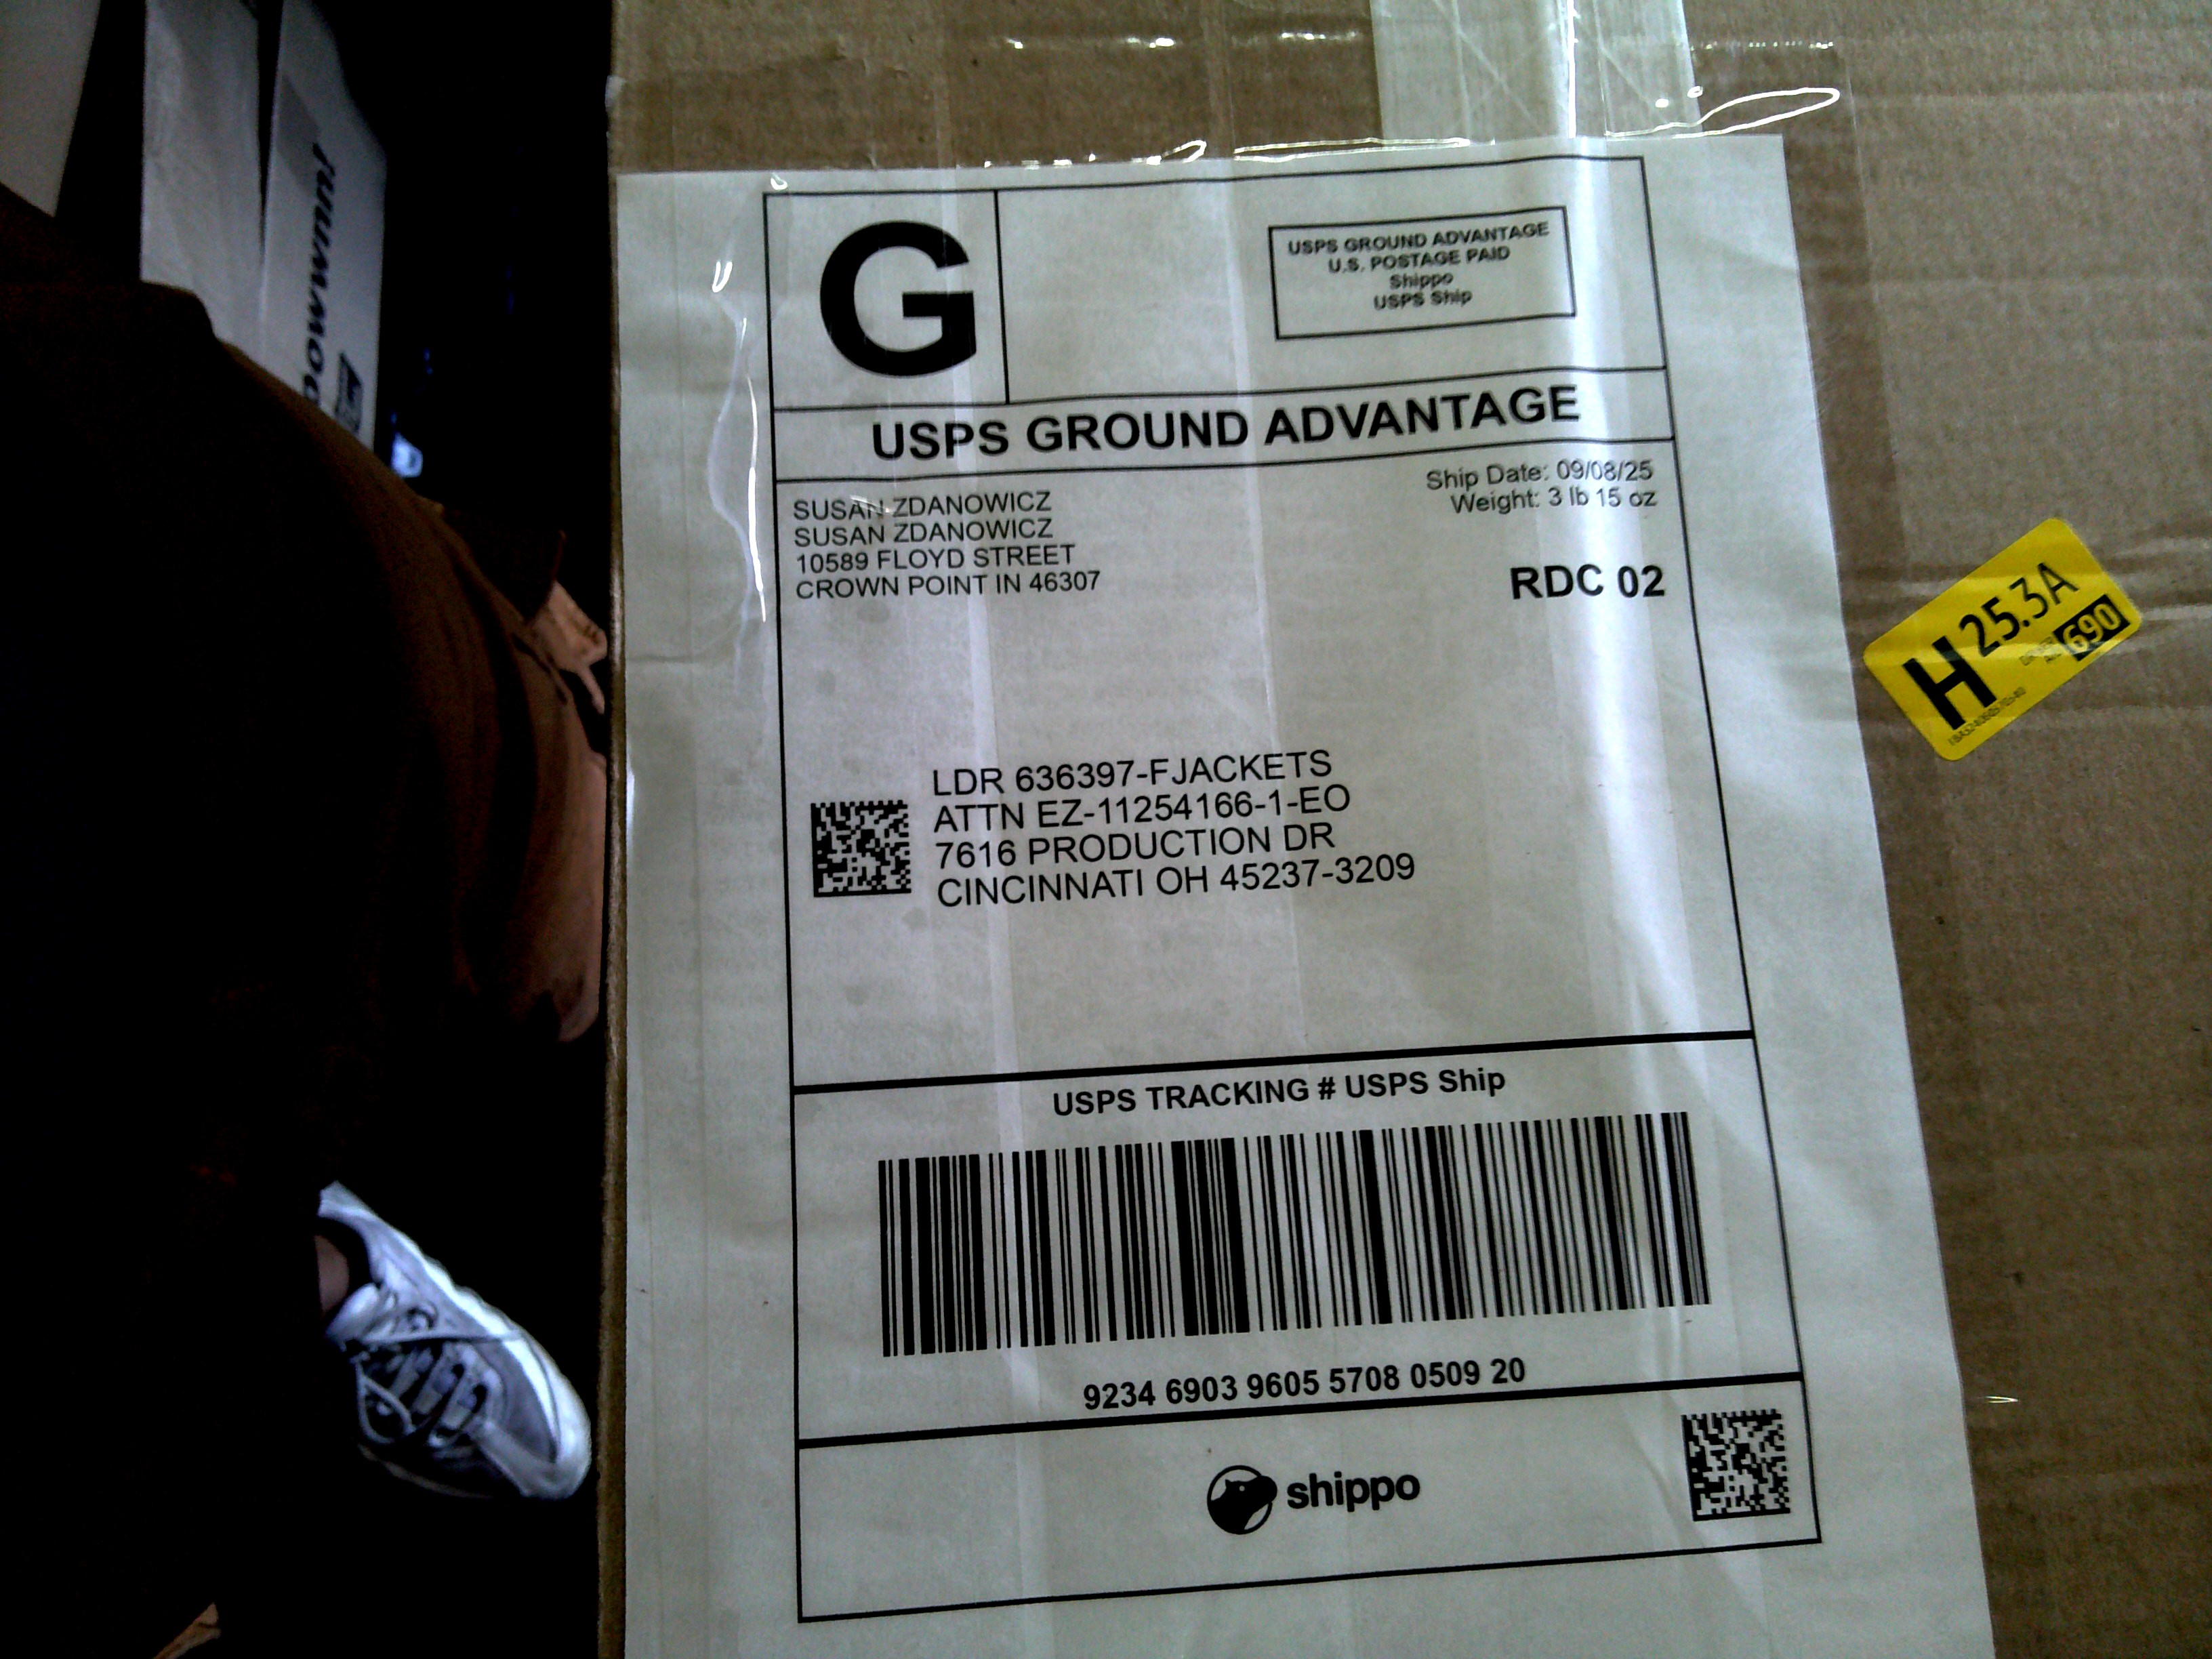 G
USPS GROUND ADVANTAGE
U.S. POSTAGE PAID
Shippo
USPS Ship
USPS GROUND ADVANTAGE
SUSAN ZDANOWICZ
SUSAN ZDANOWICZ
10589 FLOYD STREET
CROWN POINT IN 46307
Ship Date: 09/08/25
Weight: 3 lb 15 oz
RDC 02
LDR 636397-FJACKETS
ATTN EZ-11254166-1-EO
7616 PRODUCTION DR
CINCINNATI OH 45237-3209
USPS TRACKING # USPS Ship
9234 6903 9605 5708 0509 20
shippo
H 25.3A
690